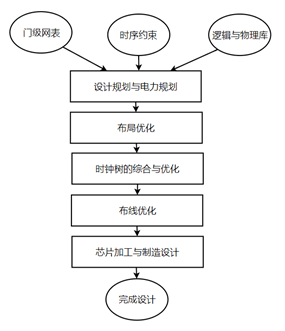 门级网表
时序约束
逻辑与物理库
设计规划与电力规划
布局优化
时钟树的综合与优化
布线优化
芯片加工与制造设计
完成设计